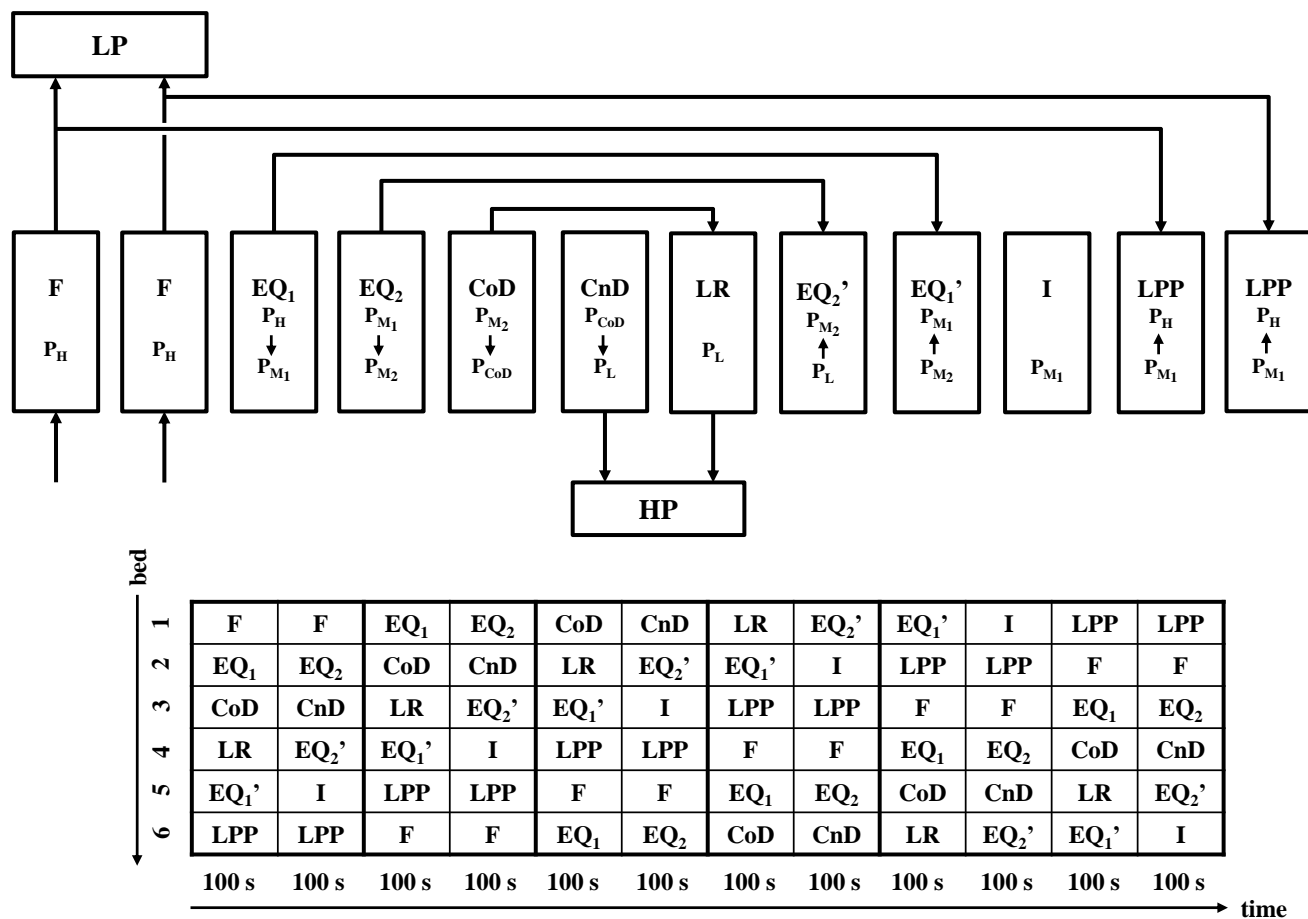 LP
F F EQ₁ EQ₂ CoD CnD LR EQ₂’ EQ₁’ I LPP LPP
P_H P_H P_H P_M₁ P_M₂ P_CoD P_L P_M₂ P_M₁ P_M₁ P_H P_H
P_M₁ P_M₂ P_CoD P_L P_L P_M₂ P_M₁ P_M₁
HP
bed
1 F F EQ₁ EQ₂ CoD CnD LR EQ₂’ EQ₁’ I LPP LPP
2 EQ₁ EQ₂ CoD CnD LR EQ₂’ EQ₁’ I LPP LPP F F
3 CoD CnD LR EQ₂’ EQ₁’ I LPP LPP F F EQ₁ EQ₂
4 LR EQ₂’ EQ₁’ I LPP LPP F F EQ₁ EQ₂ CoD CnD
5 EQ₁’ I LPP LPP F F EQ₁ EQ₂ CoD CnD LR EQ₂’
6 LPP LPP F F EQ₁ EQ₂ CoD CnD LR EQ₂’ EQ₁’ I
100 s 100 s 100 s 100 s 100 s 100 s 100 s 100 s 100 s 100 s 100 s 100 s
time